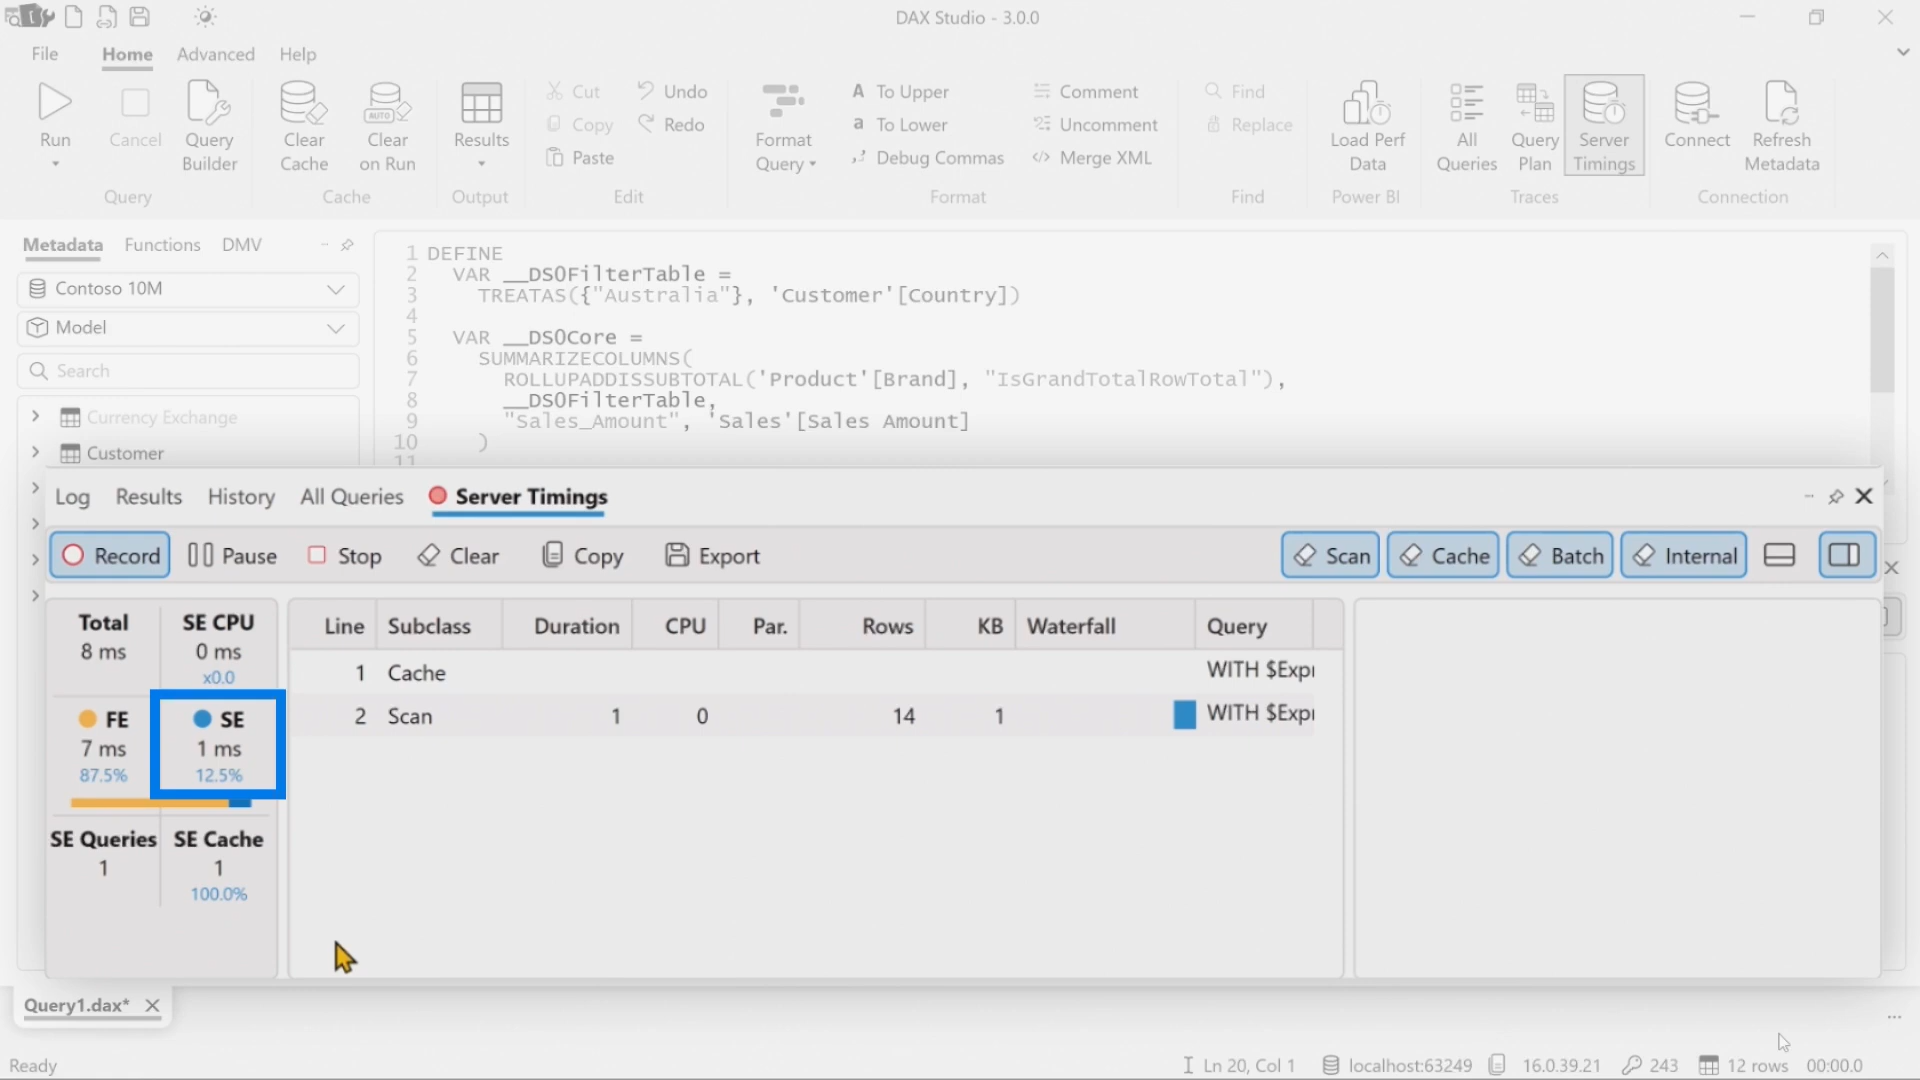 DAX Studio - 3.0.0
File Home Advanced Help
Run Cancel Query Builder Clear Cache AUTO Clear on Run Results Cut Copy Paste Undo Redo Format Query A To Upper a To Lower Debug Commas Comment Uncomment Merge XML Find Replace Load Perf Data All Queries Query Plan Server Timings Connect Refresh Metadata
Query Cache Output Edit Format Find Power BI Traces Connection
Metadata Functions DMV
Contoso 10M
Model
Search
Currency Exchange
Customer
1 DEFINE
2 VAR __DS0FilterTable =
3 TREATAS({"Australia"}, 'Customer'[Country])
4
5 VAR __DS0Core =
6 SUMMARIZECOLUMNS(
7 ROLLUPADDISSUBTOTAL('Product'[Brand], "IsGrandTotalRowTotal"),
8 __DS0FilterTable,
9 "Sales_Amount", 'Sales'[Sales Amount]
10 )
11
Log Results History All Queries Server Timings
Record Pause Stop Clear Copy Export Scan Cache Batch Internal
Total SE CPU
8 ms 0 ms
x0.0
FE SE
7 ms 1 ms
87.5% 12.5%
SE Queries SE Cache
1 1
100.0%
Line Subclass Duration CPU Par. Rows KB Waterfall Query
1 Cache WITH $Expr
2 Scan 1 0 14 1 WITH $Expr
Query1.dax*
Ready Ln 20, Col 1 localhost:63249 16.0.39.21 243 12 rows 00:00.0